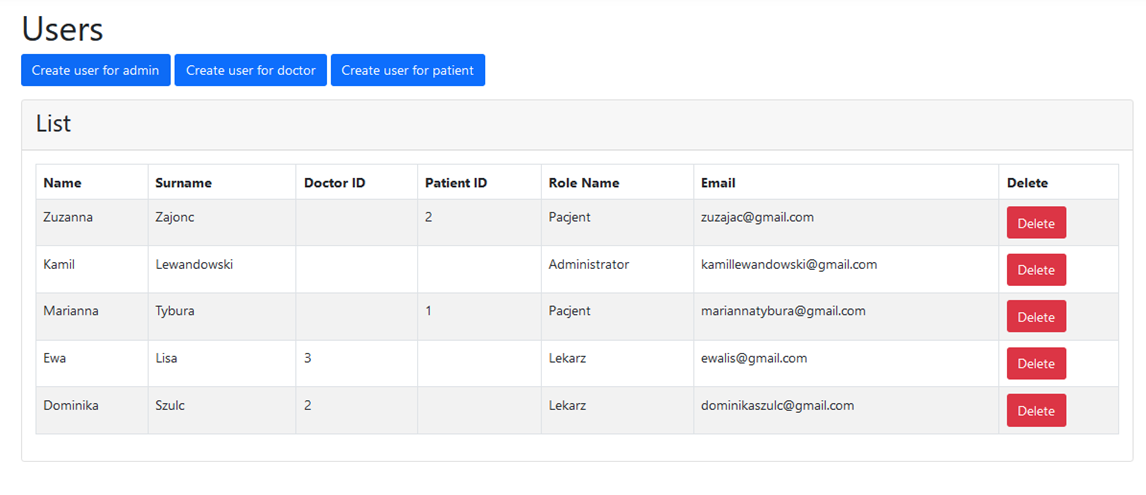 Users
Create user for admin Create user for doctor Create user for patient
List
Name Surname Doctor ID Patient ID Role Name Email Delete
Zuzanna Zajonc 2 Pacjent zuzajac@gmail.com Delete
Kamil Lewandowski Administrator kamillewandowski@gmail.com Delete
Marianna Tybura 1 Pacjent mariannatybura@gmail.com Delete
Ewa Lisa 3 Lekarz ewalis@gmail.com Delete
Dominika Szulc 2 Lekarz dominikaszulc@gmail.com Delete